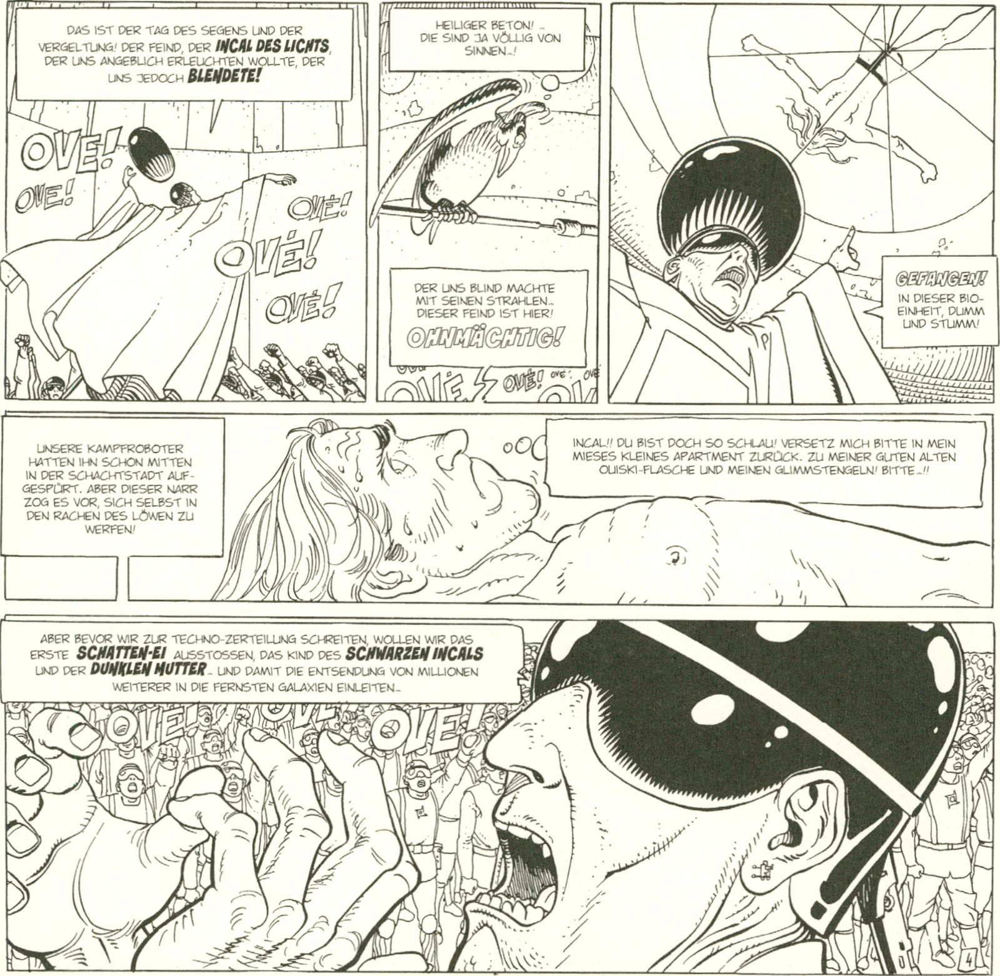 DAS IST DER TAG DES SEGENS UND DER
VERGELTUNG! DER FEIND, DER INCAL DES LICHTS,
DER UNS ANGEBLICH ERLEUCHTEN WOLLTE, DER
UNS JEDOCH BLENDETE!
OVÉ!
OVÉ!
OVÉ!
OVÉ!
OVÉ!
HEILIGER BETON! ...
DIE SIND JA VÖLLIG VON
SINNEN...!
DER UNS BLIND MACHTE
MIT SEINEN STRAHLEN...
DIESER FEIND IST HIER!
OHNMÄCHTIG!
OVÉ
OVÉ
OVÉ!
OVÉ!
OVÉ
GEFANGEN!
IN DIESER BIO-
EINHEIT, DUMM
UND STUMM!
P
UNSERE KAMPFROBOTER
HATTEN IHN SCHON MITTEN
IN DER SCHACHTSTADT AUF-
GESPÜRT. ABER DIESER NARR
ZOG ES VOR, SICH SELBST IN
DEN RACHEN DES LÖWEN ZU
WERFEN!
INCAL!! DU BIST DOCH SO SCHLAU! VERSETZ MICH BITTE IN MEIN
MIESES KLEINES APARTMENT ZURÜCK. ZU MEINER GUTEN ALTEN
OUISKI-FLASCHE UND MEINEN GLIMMSTENGELN! BITTE...!!
ABER BEVOR WIR ZUR TECHNO-ZERTEILUNG SCHREITEN, WOLLEN WIR DAS
ERSTE SCHATTEN-EI AUSSTOSSEN, DAS KIND DES SCHWARZEN INCALS
UND DER DUNKLEN MUTTER... UND DAMIT DIE ENTSENDUNG VON MILLIONEN
WEITERER IN DIE FERNSTEN GALAXIEN EINLEITEN...
OVÉ!
OVÉ
OVÉ!
4